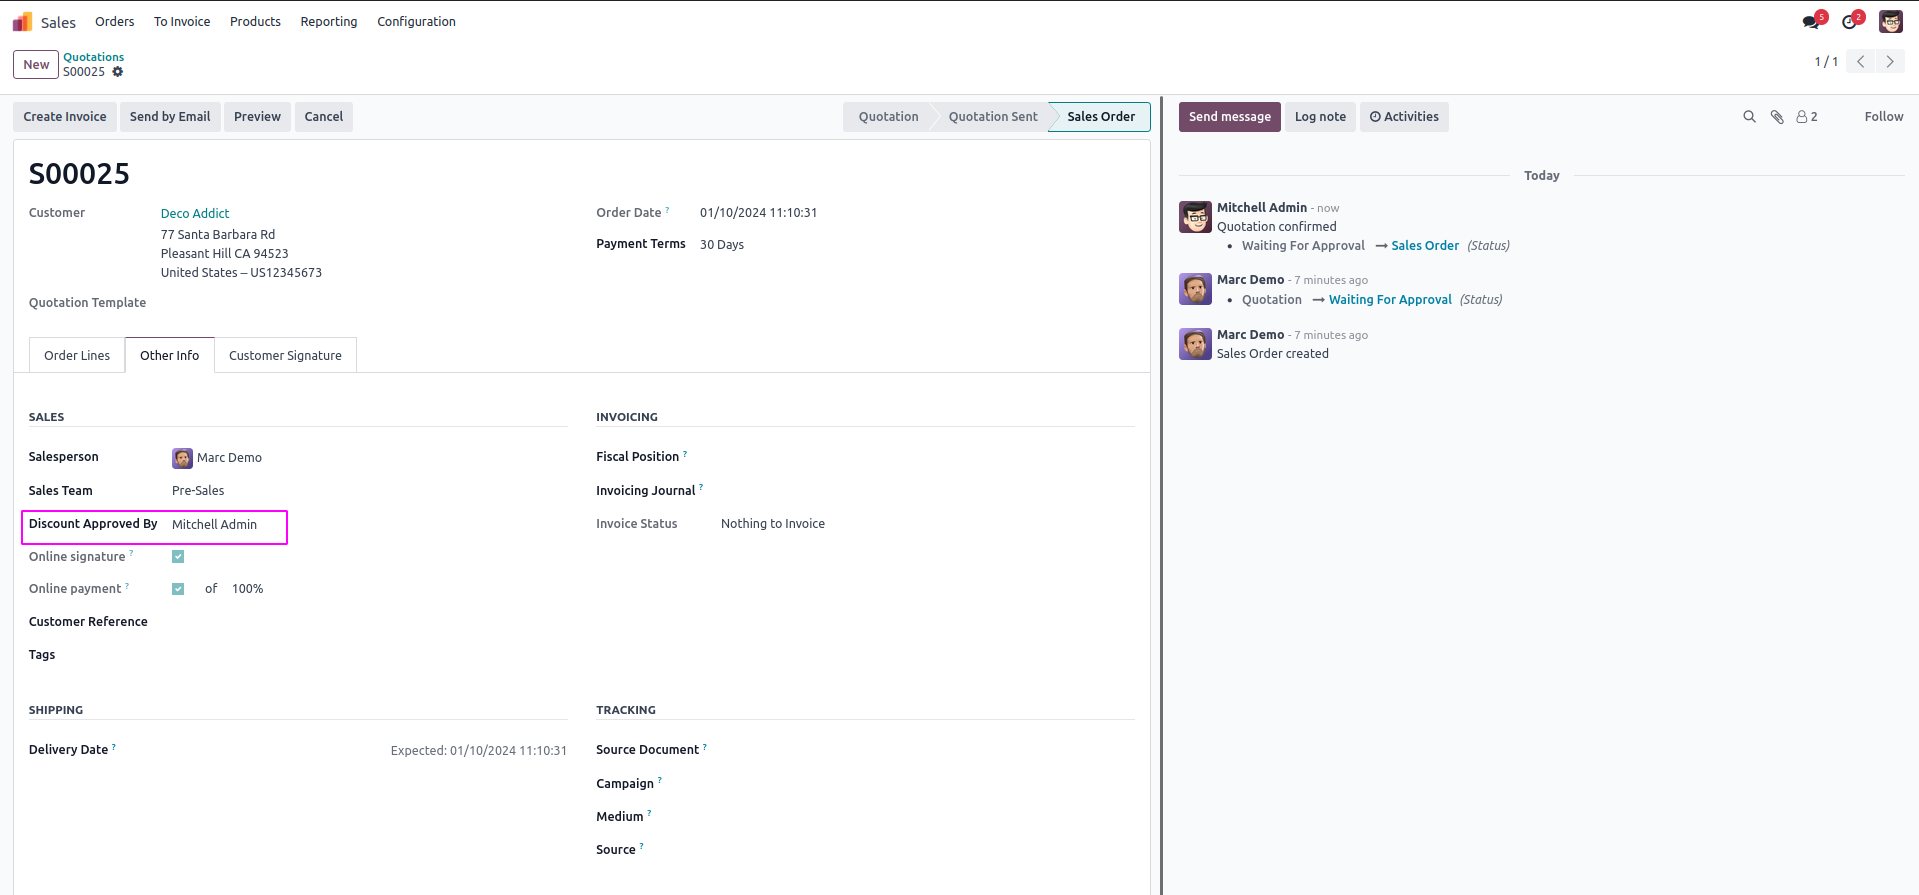 Sales Orders To Invoice Products Reporting Configuration 5 2
New Quotations
S00025
1 / 1
Create Invoice Send by Email Preview Cancel Quotation Quotation Sent Sales Order
S00025
Customer Deco Addict
77 Santa Barbara Rd
Pleasant Hill CA 94523
United States – US12345673
Order Date ? 01/10/2024 11:10:31
Payment Terms 30 Days
Quotation Template
Order Lines Other Info Customer Signature
SALES
Salesperson Marc Demo
Sales Team Pre-Sales
Discount Approved By Mitchell Admin
Online signature ?
Online payment ? of 100%
Customer Reference
Tags
INVOICING
Fiscal Position ?
Invoicing Journal ?
Invoice Status Nothing to Invoice
SHIPPING
Delivery Date ? Expected: 01/10/2024 11:10:31
TRACKING
Source Document ?
Campaign ?
Medium ?
Source ?
Send message Log note Activities 2 Follow
Today
Mitchell Admin - now
Quotation confirmed
• Waiting For Approval → Sales Order (Status)
Marc Demo - 7 minutes ago
• Quotation → Waiting For Approval (Status)
Marc Demo - 7 minutes ago
Sales Order created